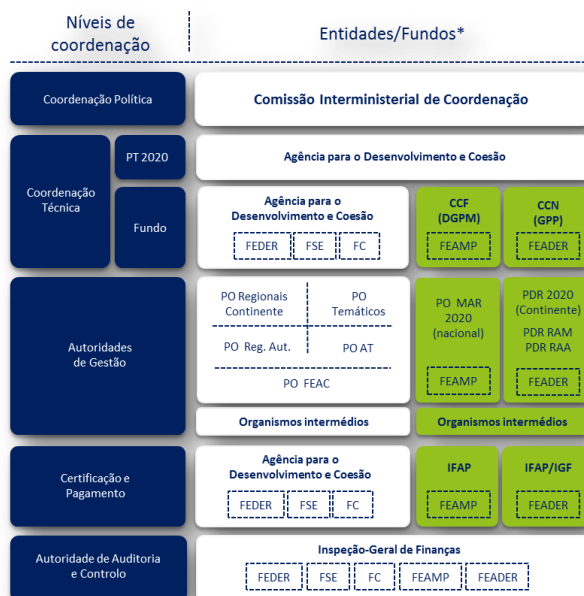 Níveis de
coordenação
Entidades/Fundos*
Coordenação Política
Comissão Interministerial de Coordenação
Coordenação
Técnica
PT 2020
Agência para o Desenvolvimento e Coesão
Fundo
Agência para o
Desenvolvimento e Coesão
FEDER
FSE
FC
CCF
(DGPM)
FEAMP
CCN
(GPP)
FEADER
Autoridades
de Gestão
PO Regionais
Continente
PO
Temáticos
PO Reg. Aut.
PO AT
PO FEAC
PO MAR
2020
(nacional)
FEAMP
PDR 2020
(Continente)
PDR RAM
PDR RAA
FEADER
Organismos intermédios
Organismos intermédios
Certificação e
Pagamento
Agência para o
Desenvolvimento e Coesão
FEDER
FSE
FC
IFAP
FEAMP
IFAP/IGF
FEADER
Autoridade de Auditoria
e Controlo
Inspeção-Geral de Finanças
FEDER
FSE
FC
FEAMP
FEADER